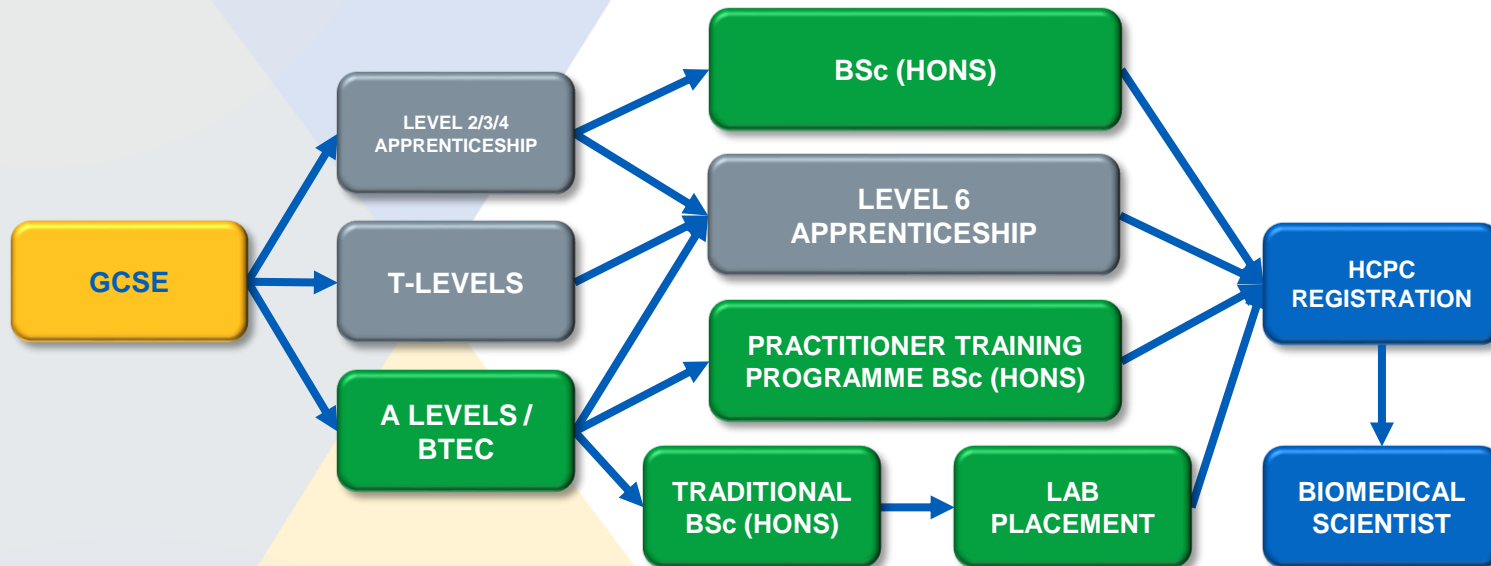 GCSE
LEVEL 2/3/4
APPRENTICESHIP
T-LEVELS
A LEVELS /
BTEC
BSc (HONS)
LEVEL 6
APPRENTICESHIP
PRACTITIONER TRAINING
PROGRAMME BSc (HONS)
TRADITIONAL
BSc (HONS)
LAB
PLACEMENT
HCPC
REGISTRATION
BIOMEDICAL
SCIENTIST